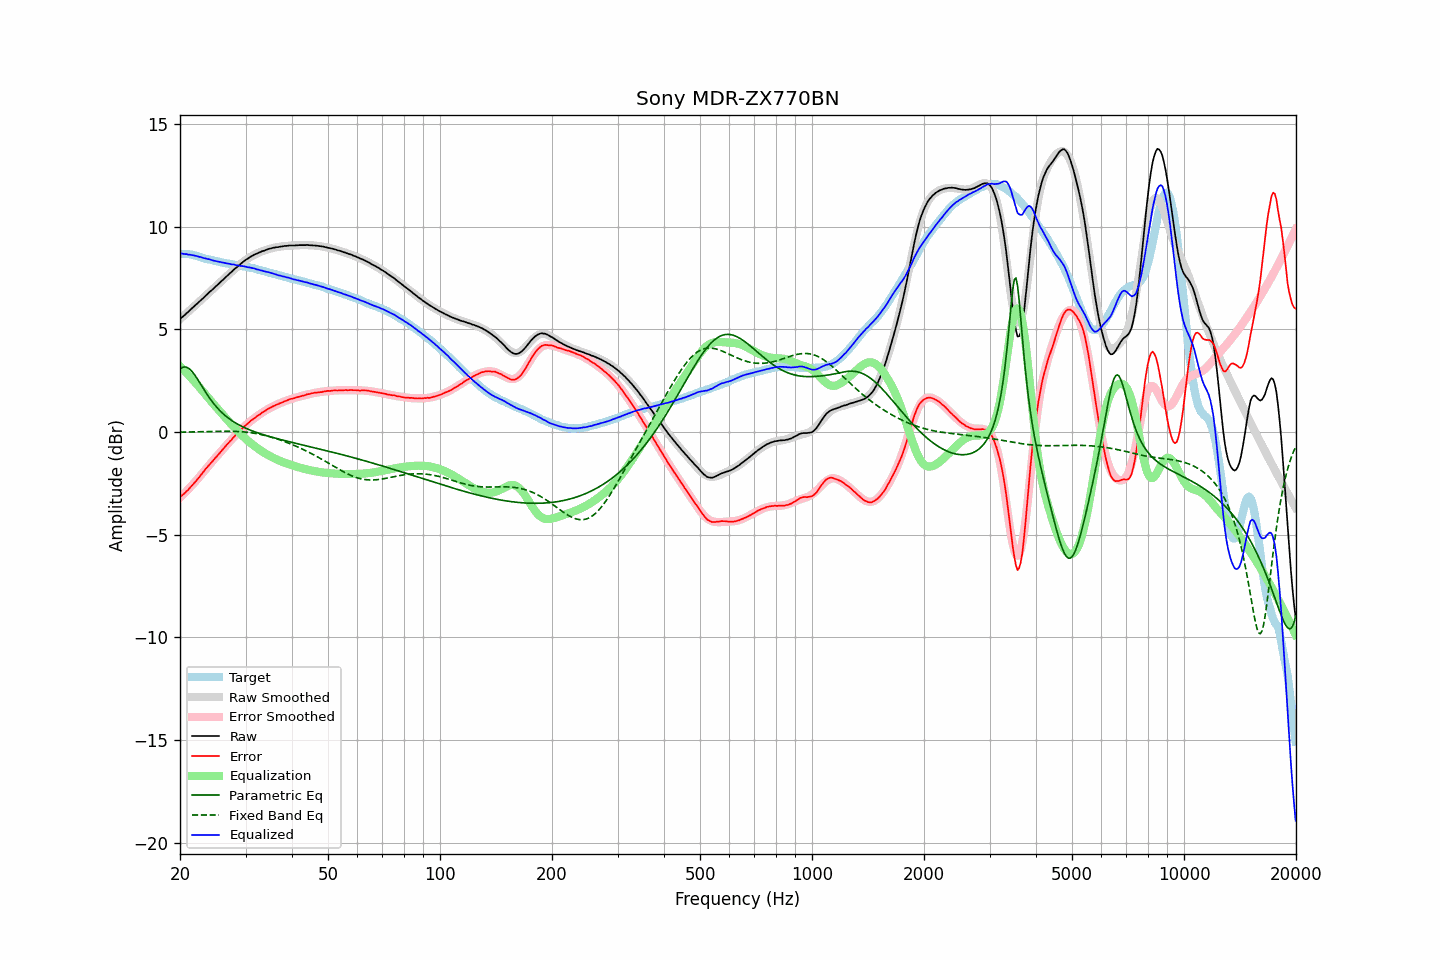 Sony MDR-ZX770BN
15
10
5
0
−5
−10
−15
−20
Amplitude (dBr)
Target
Raw Smoothed
Error Smoothed
Raw
Error
Equalization
Parametric Eq
Fixed Band Eq
Equalized
20 50 100 200 500 1000 2000 5000 10000 20000
Frequency (Hz)